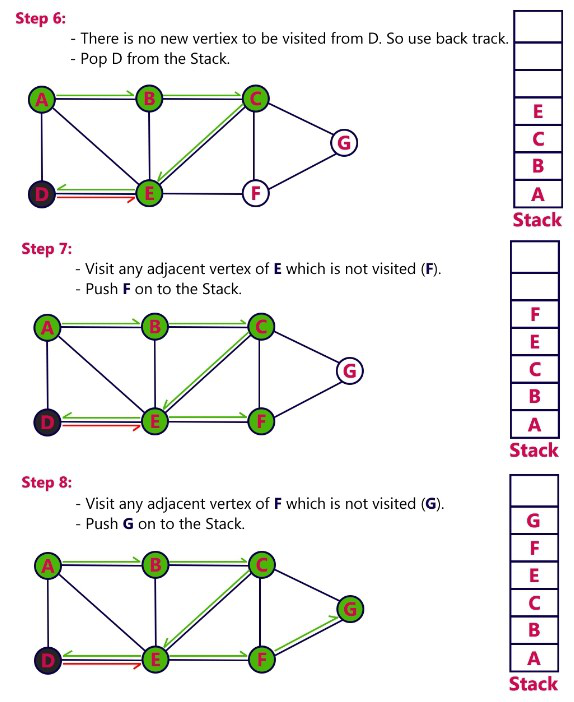 Step 6:
- There is no new vertiex to be visited from D. So use back track.
- Pop D from the Stack.
A B C
G
D E F
E
C
B
A
Stack
Step 7:
- Visit any adjacent vertex of E which is not visited (F).
- Push F on to the Stack.
A B C
G
D E F
F
E
C
B
A
Stack
Step 8:
- Visit any adjacent vertex of F which is not visited (G).
- Push G on to the Stack.
A B C
G
D E F
G
F
E
C
B
A
Stack